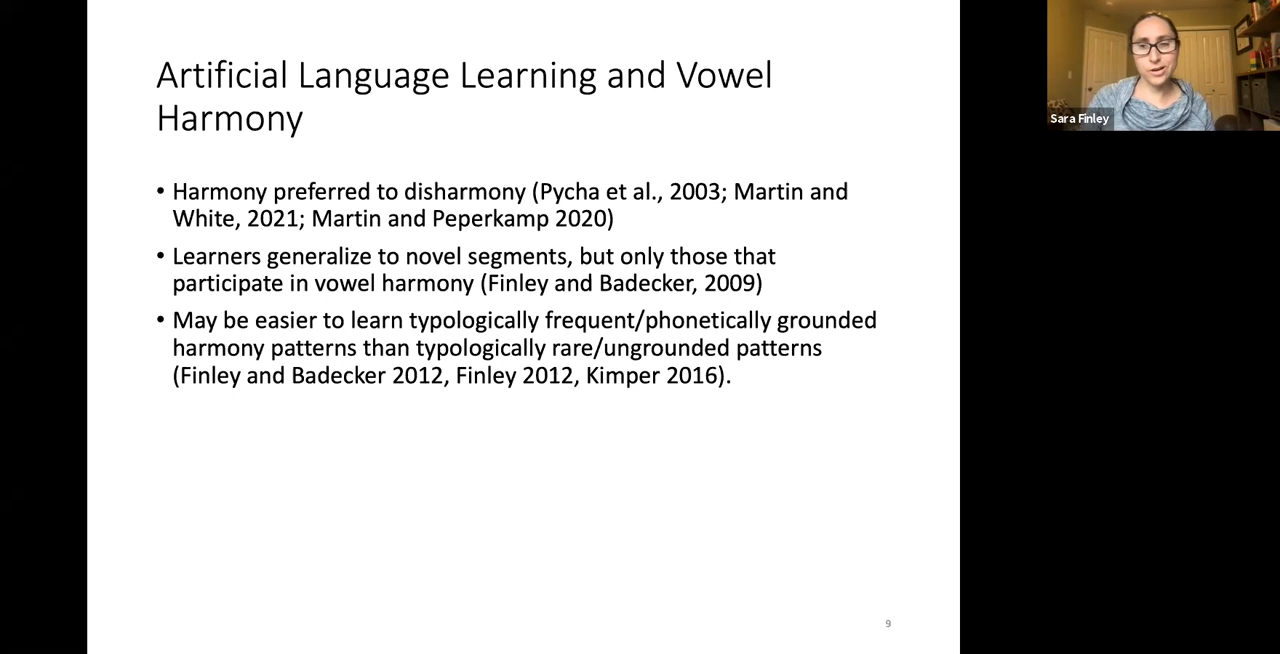 Artificial Language Learning and Vowel
Harmony
• Harmony preferred to disharmony (Pycha et al., 2003; Martin and
White, 2021; Martin and Peperkamp 2020)
• Learners generalize to novel segments, but only those that
participate in vowel harmony (Finley and Badecker, 2009)
• May be easier to learn typologically frequent/phonetically grounded
harmony patterns than typologically rare/ungrounded patterns
(Finley and Badecker 2012, Finley 2012, Kimper 2016).
9
Sara Finley